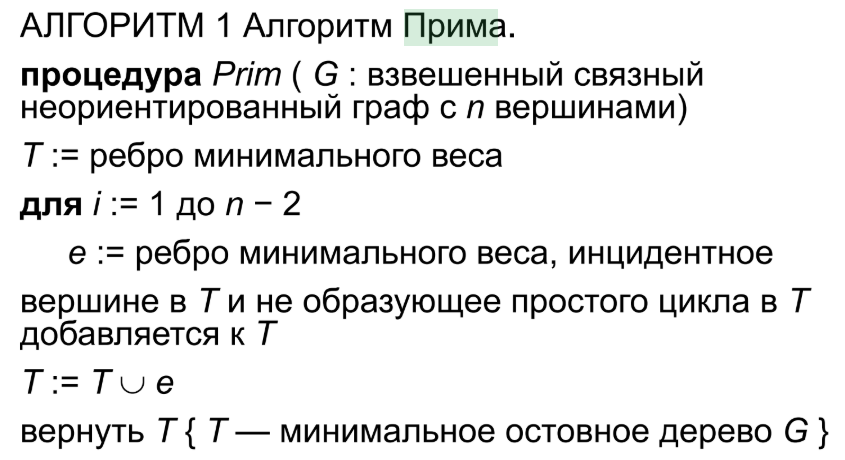 АЛГОРИТМ 1 Алгоритм Прима.
процедура Prim ( G : взвешенный связный
неориентированный граф с n вершинами)
T := ребро минимального веса
для i := 1 до n − 2
e := ребро минимального веса, инцидентное
вершине в T и не образующее простого цикла в T
добавляется к T
T := T ∪ e
вернуть T { T — минимальное остовное дерево G }